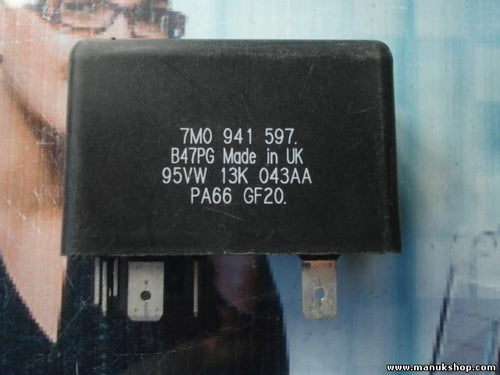 7M0 941 597.
B47PG Made in UK
95VW 13K 043AA
PA66 GF20.
www.manukshop.com